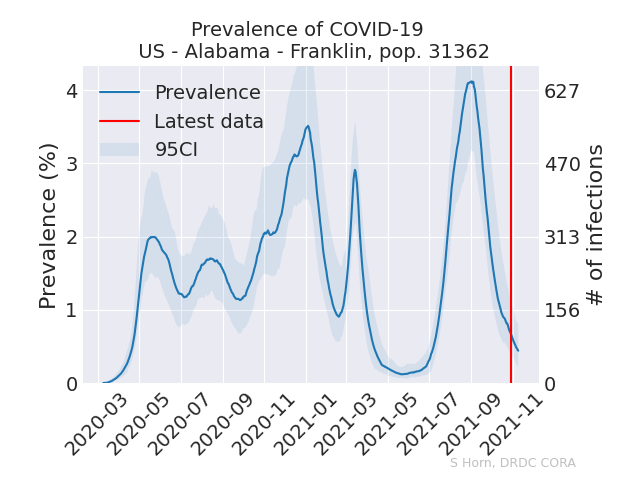 Prevalence of COVID-19
US - Alabama - Franklin, pop. 31362
Prevalence
Latest data
95CI
Prevalence (%)
4
3
2
1
0
# of infections
627
470
313
156
0
2020-03
2020-05
2020-07
2020-09
2020-11
2021-01
2021-03
2021-05
2021-07
2021-09
2021-11
S Horn, DRDC CORA